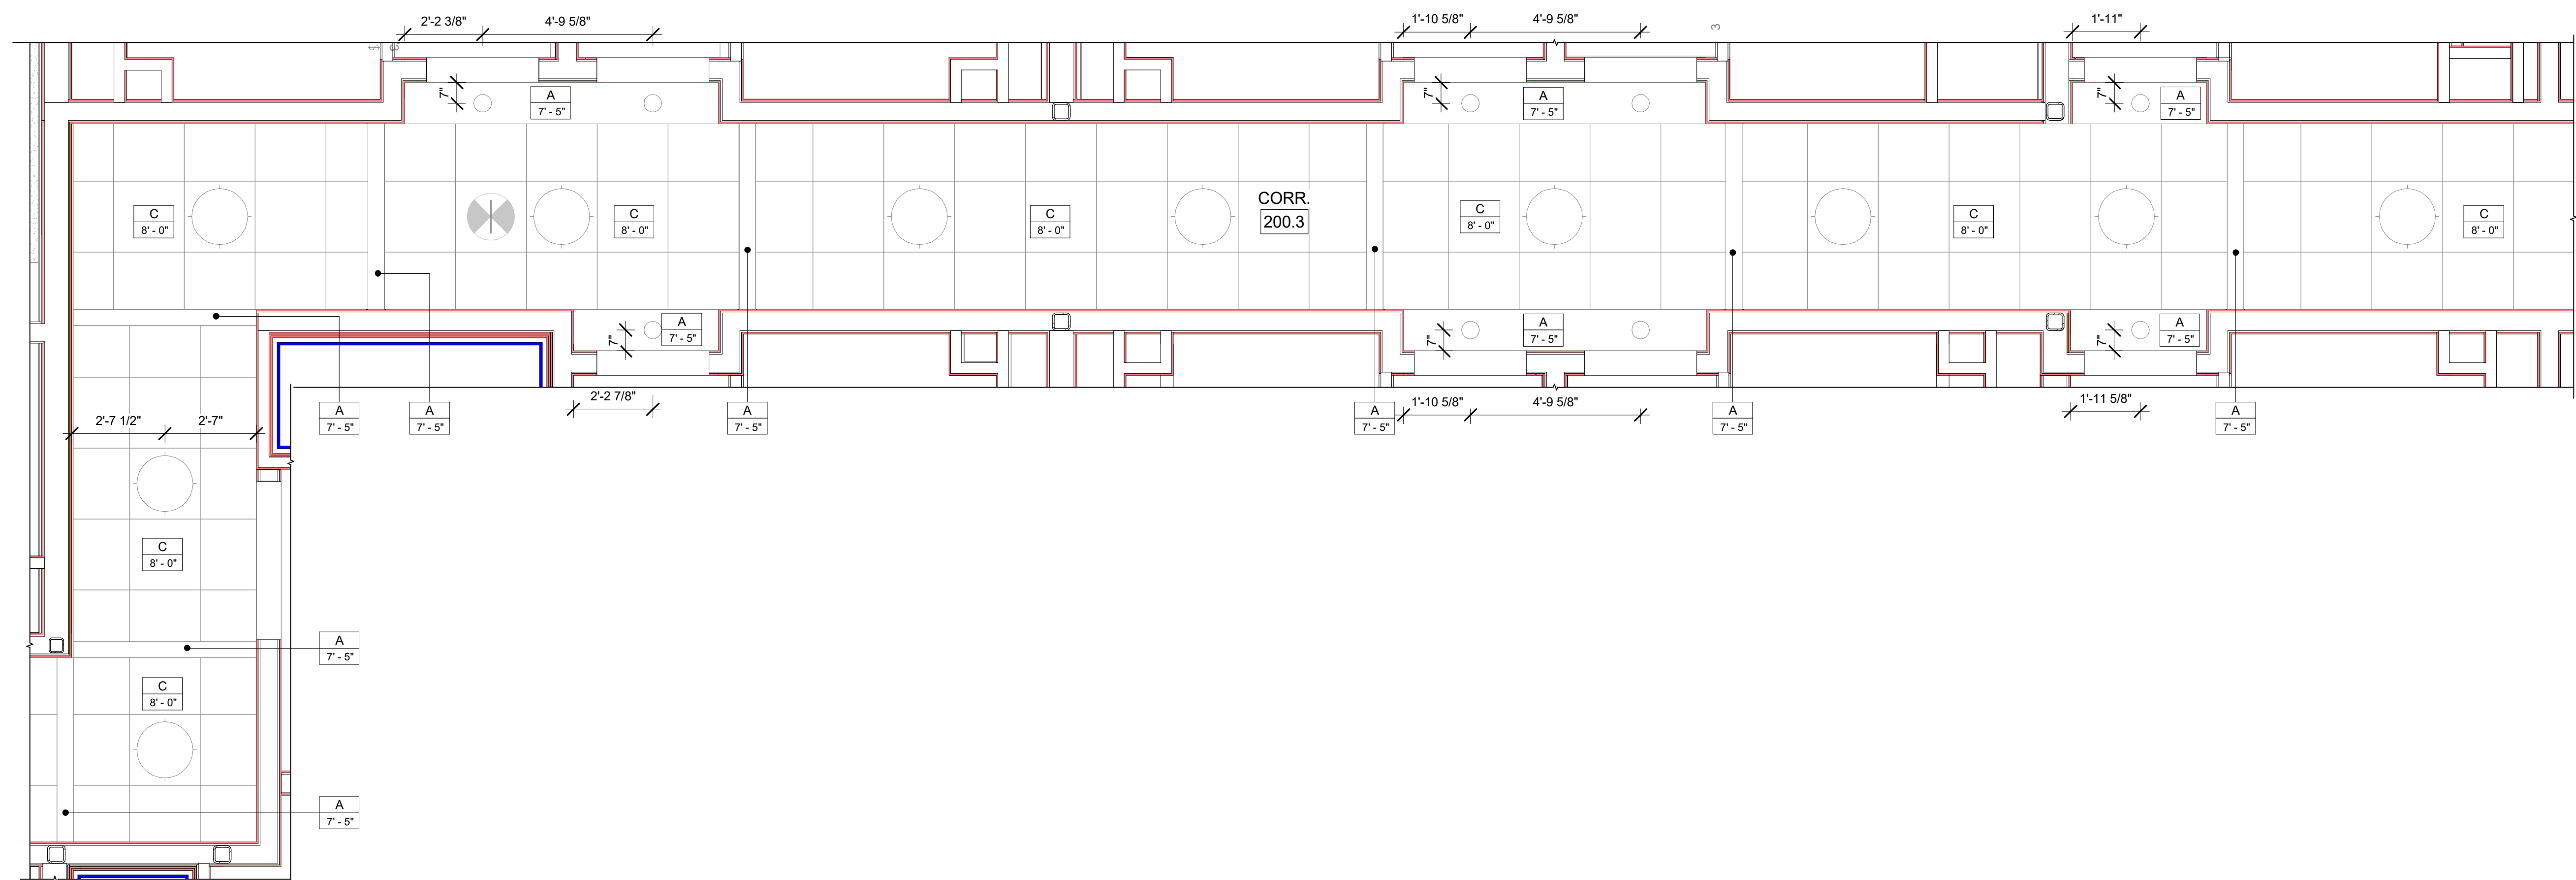 2'-2 3/8" 4'-9 5/8" 1'-10 5/8" 4'-9 5/8" 3 1'-11"
7" A 7" A 7" A
7' - 5" 7' - 5" 7' - 5"
CORR.
200.3
C C C C C C
8' - 0" 8' - 0" 8' - 0" 8' - 0" 8' - 0" 8' - 0"
7" A 7" A 7" A
7' - 5" 7' - 5" 7' - 5"
2'-2 7/8" 1'-10 5/8" 4'-9 5/8" 1'-11 5/8"
A A A A A A
7' - 5" 7' - 5" 7' - 5" 7' - 5" 7' - 5" 7' - 5"
2'-7 1/2" 2'-7"
C
8' - 0"
A
7' - 5"
C
8' - 0"
A
7' - 5"